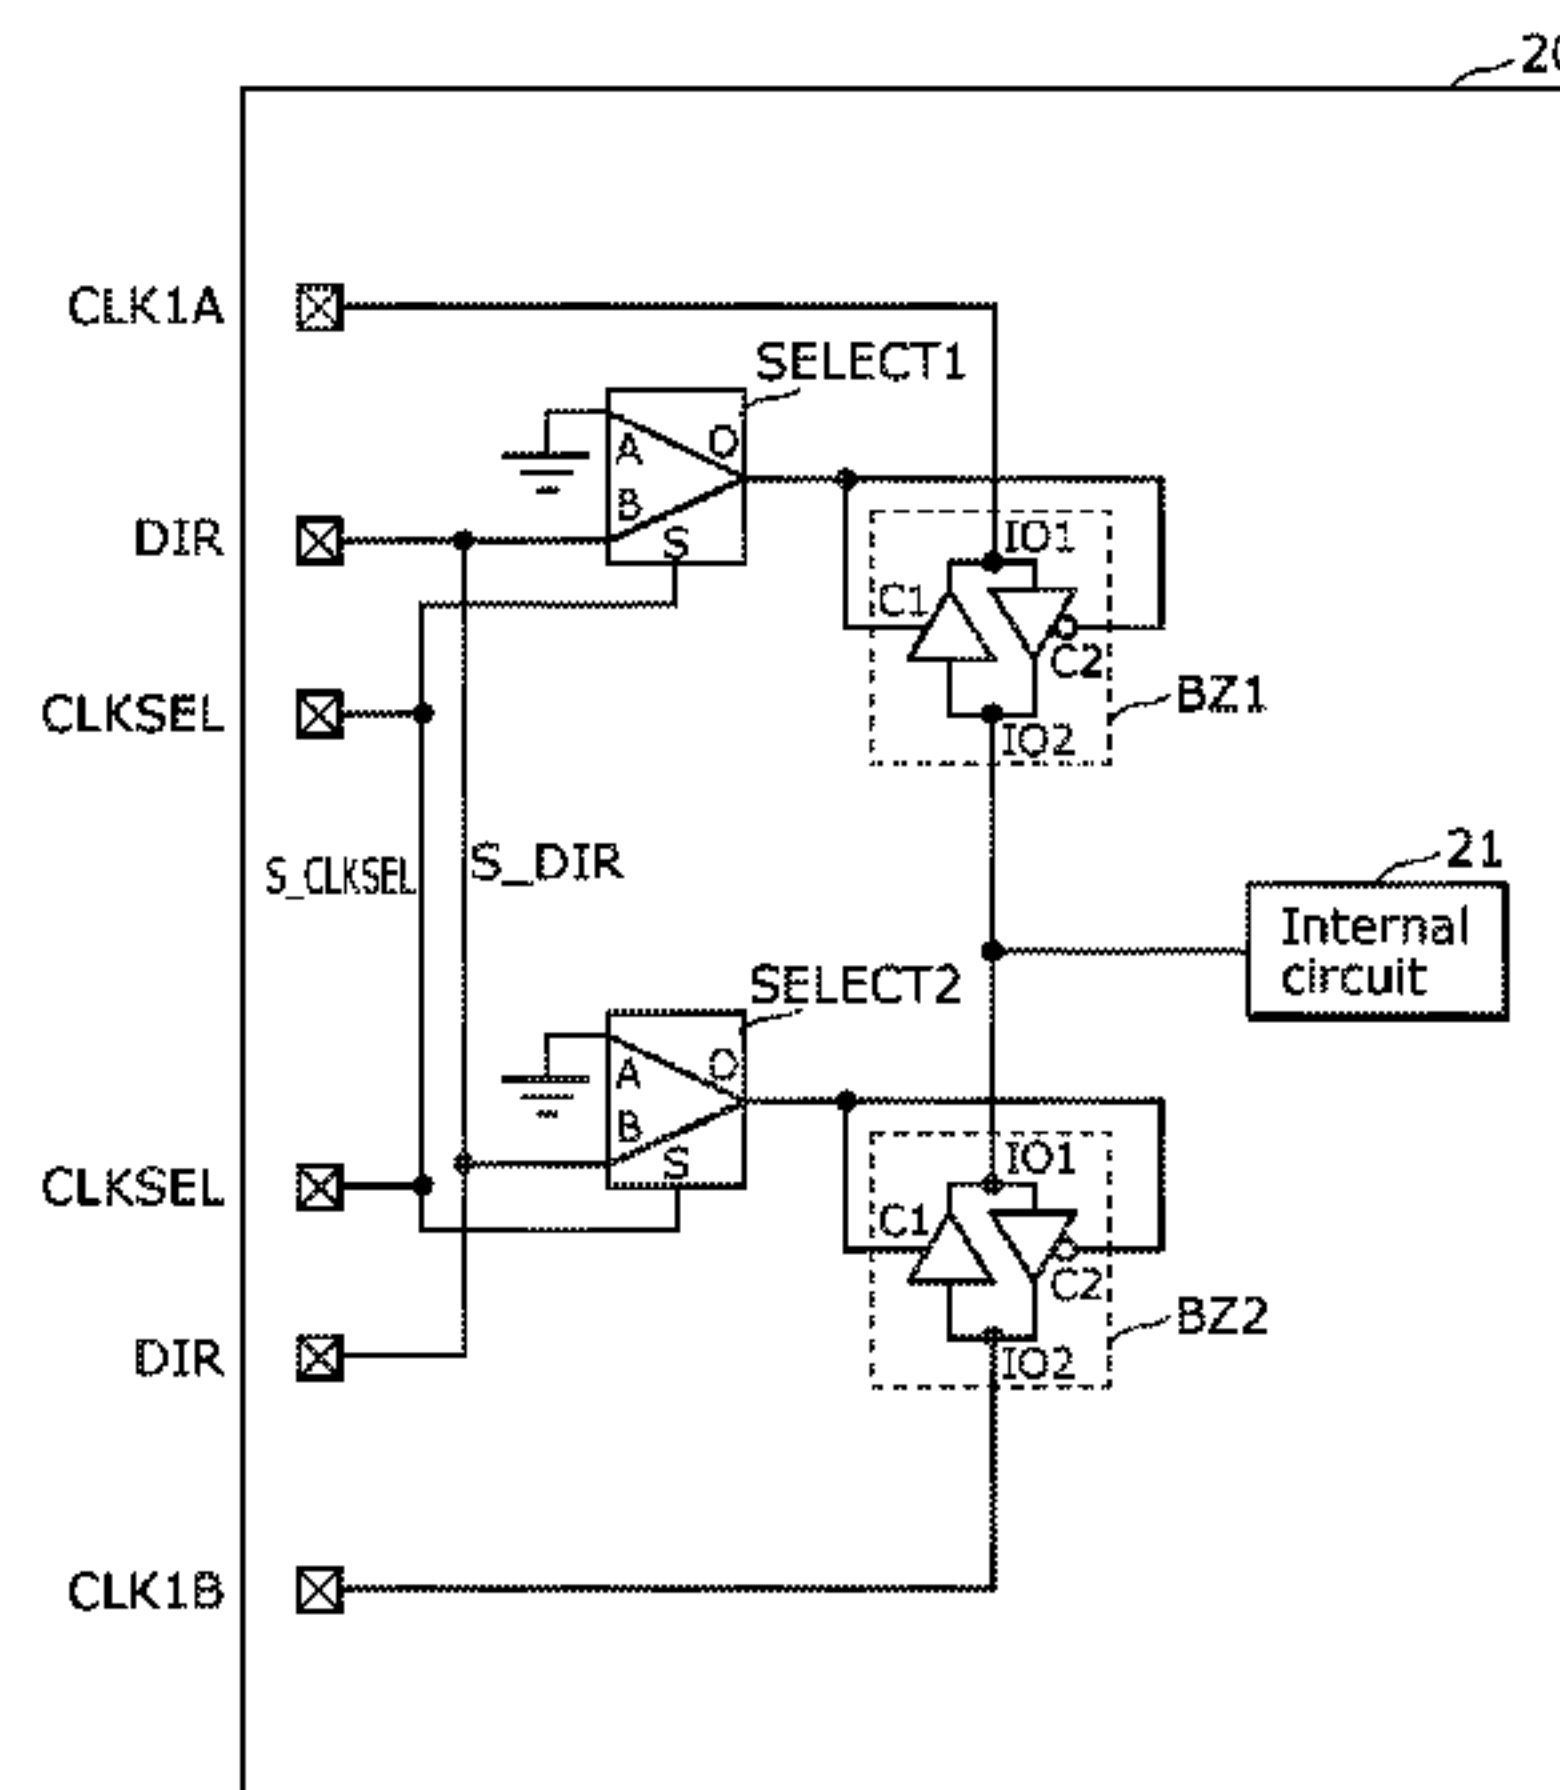 CLK1A
SELECT1
A
O
B
S
DIR
IO1
C1
C2
CLKSEL
IO2
BZ1
S_CLKSEL
S_DIR
21
Internal
circuit
SELECT2
A
O
B
S
IO1
CLKSEL
C1
C2
BZ2
DIR
IO2
CLK1B